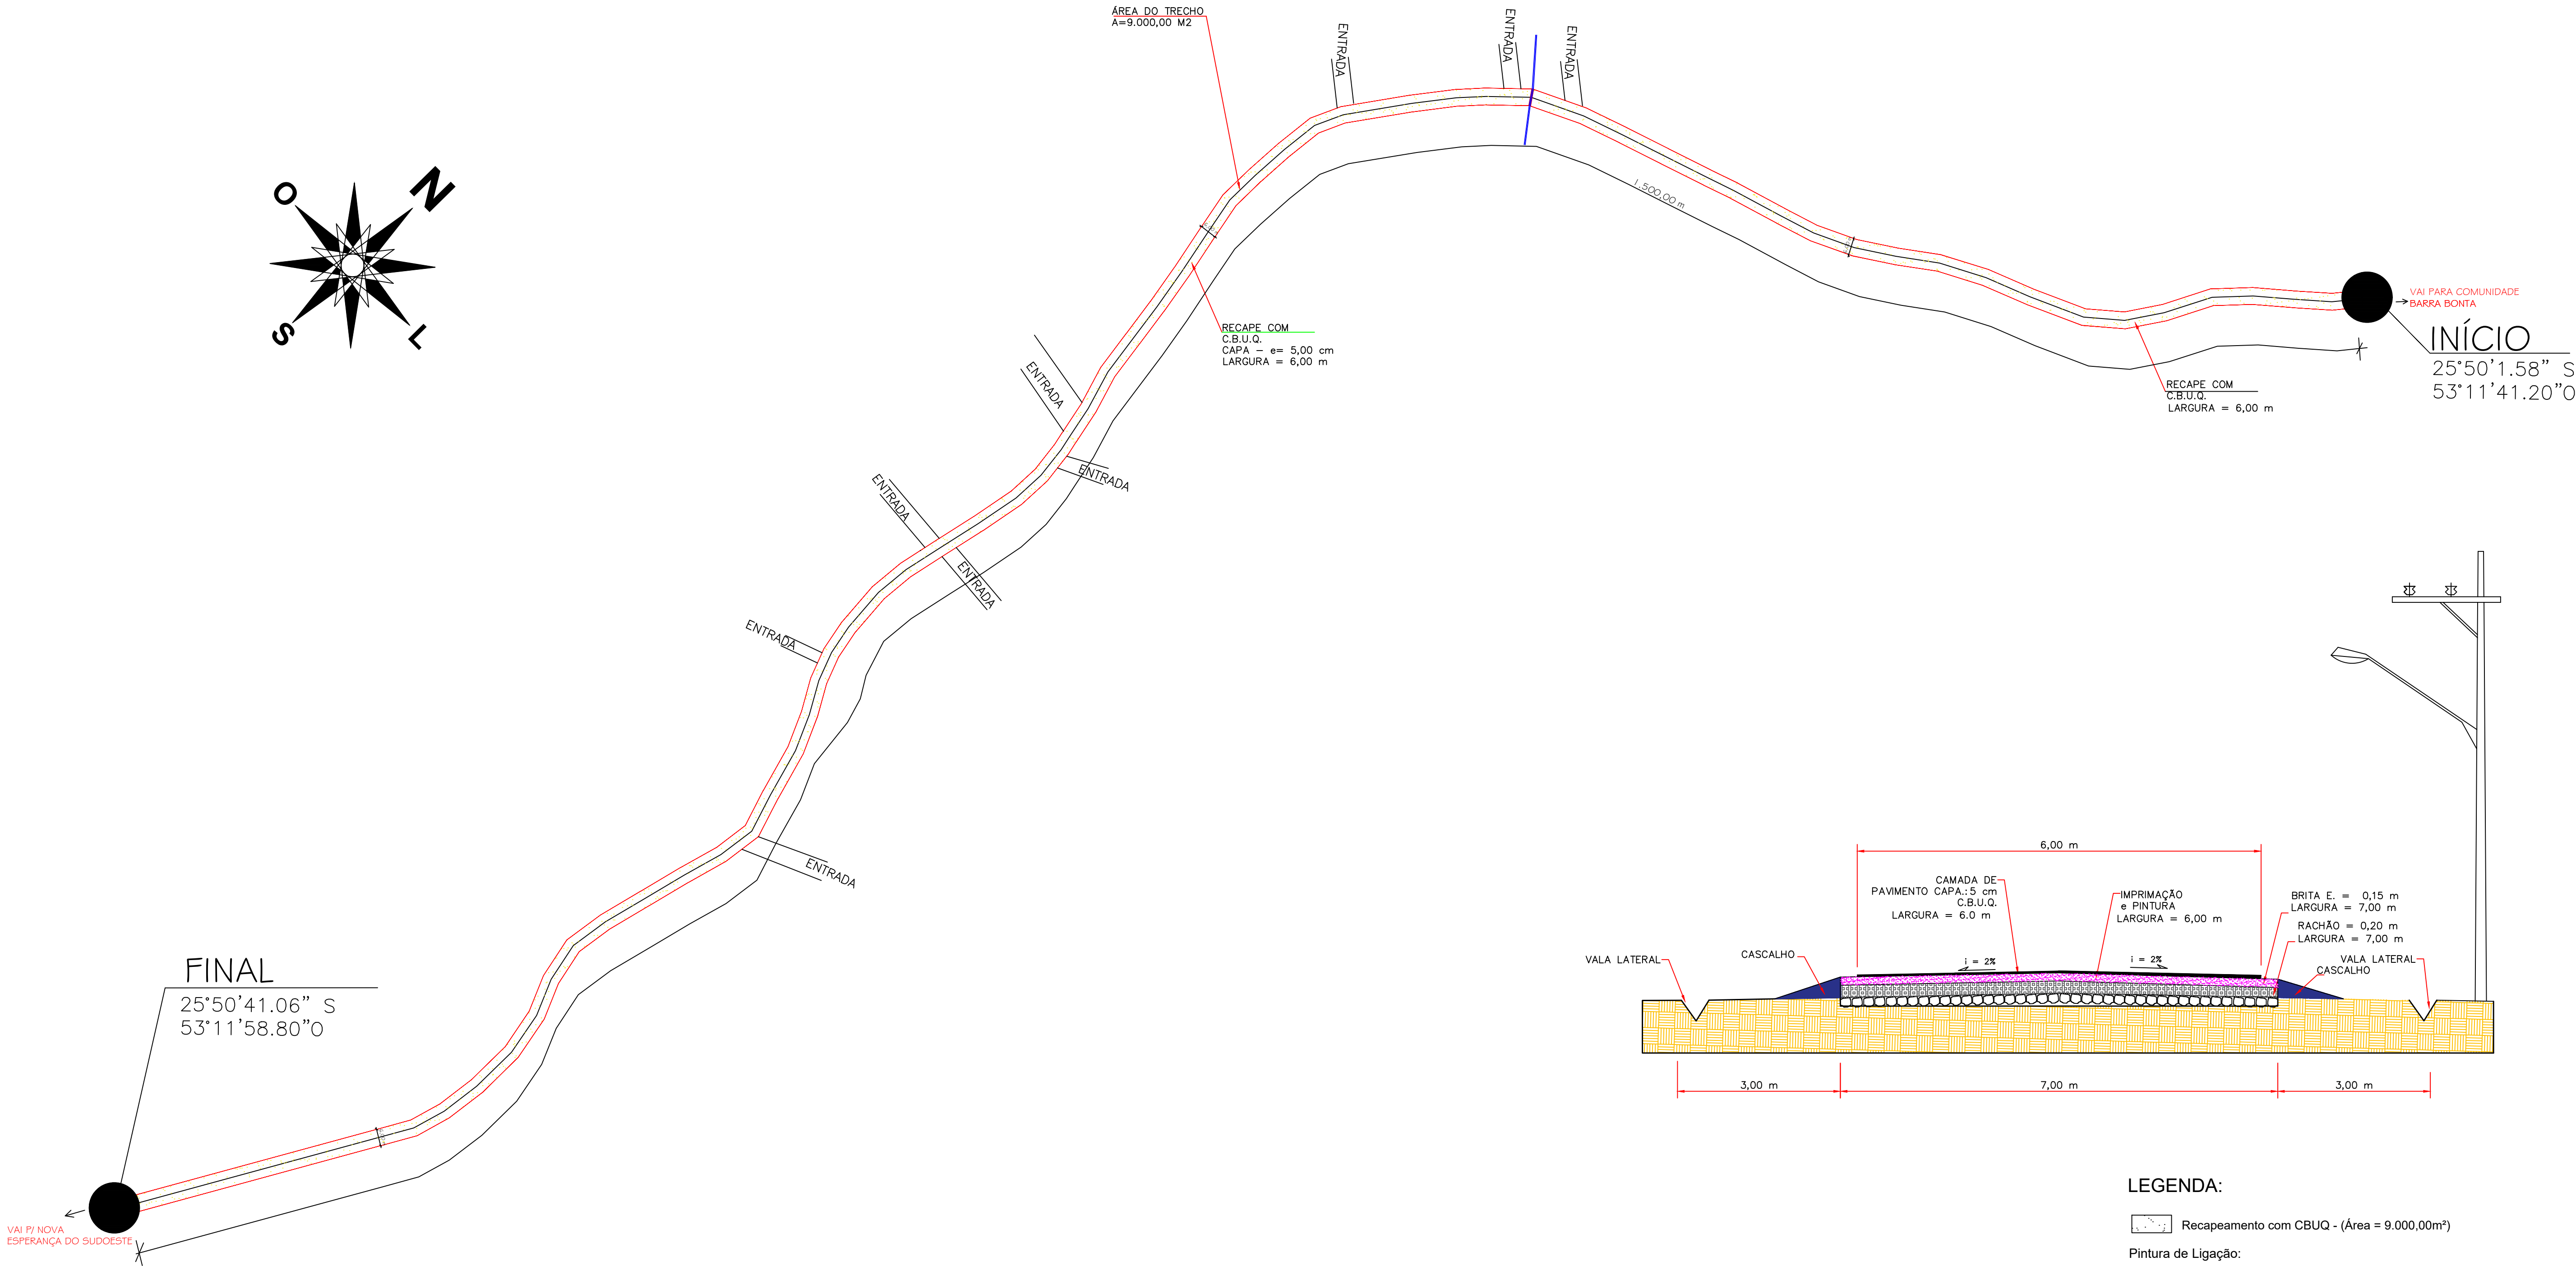 ÁREA DO TRECHO
A=9.000,00 M2
ENTRADA
ENTRADA
ENTRADA
O
N
S
L
1.500,00 m
RECAPE COM
C.B.U.Q.
CAPA - e= 5,00 cm
LARGURA = 6,00 m
VAI PARA COMUNIDADE
BARRA BONTA
INÍCIO
25°50'1.58" S
53°11'41.20"O
RECAPE COM
C.B.U.Q.
LARGURA = 6,00 m
ENTRADA
ENTRADA
ENTRADA
ENTRADA
ENTRADA
ENTRADA
FINAL
25°50'41.06" S
53°11'58.80"O
VAI P/ NOVA
ESPERANÇA DO SUDOESTE
6,00 m
CAMADA DE
PAVIMENTO CAPA.: 5 cm
C.B.U.Q.
LARGURA = 6.0 m
IMPRIMAÇÃO
e PINTURA
LARGURA = 6,00 m
BRITA E. = 0,15 m
LARGURA = 7,00 m
RACHÃO = 0,20 m
LARGURA = 7,00 m
VALA LATERAL
CASCALHO
i = 2%
i = 2%
VALA LATERAL
CASCALHO
3,00 m
7,00 m
3,00 m
LEGENDA:
Recapeamento com CBUQ - (Área = 9.000,00m²)
Pintura de Ligação: